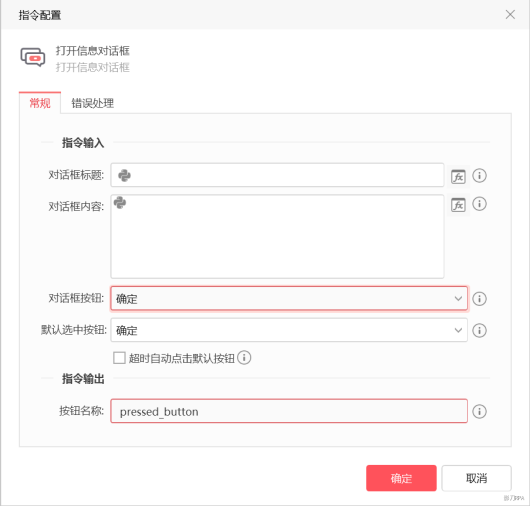 指令配置
打开信息对话框
打开信息对话框
常规 错误处理
指令输入
对话框标题:
fx
对话框内容:
fx
对话框按钮: 确定
默认选中按钮: 确定
超时自动点击默认按钮
指令输出
按钮名称: pressed_button
确定 取消